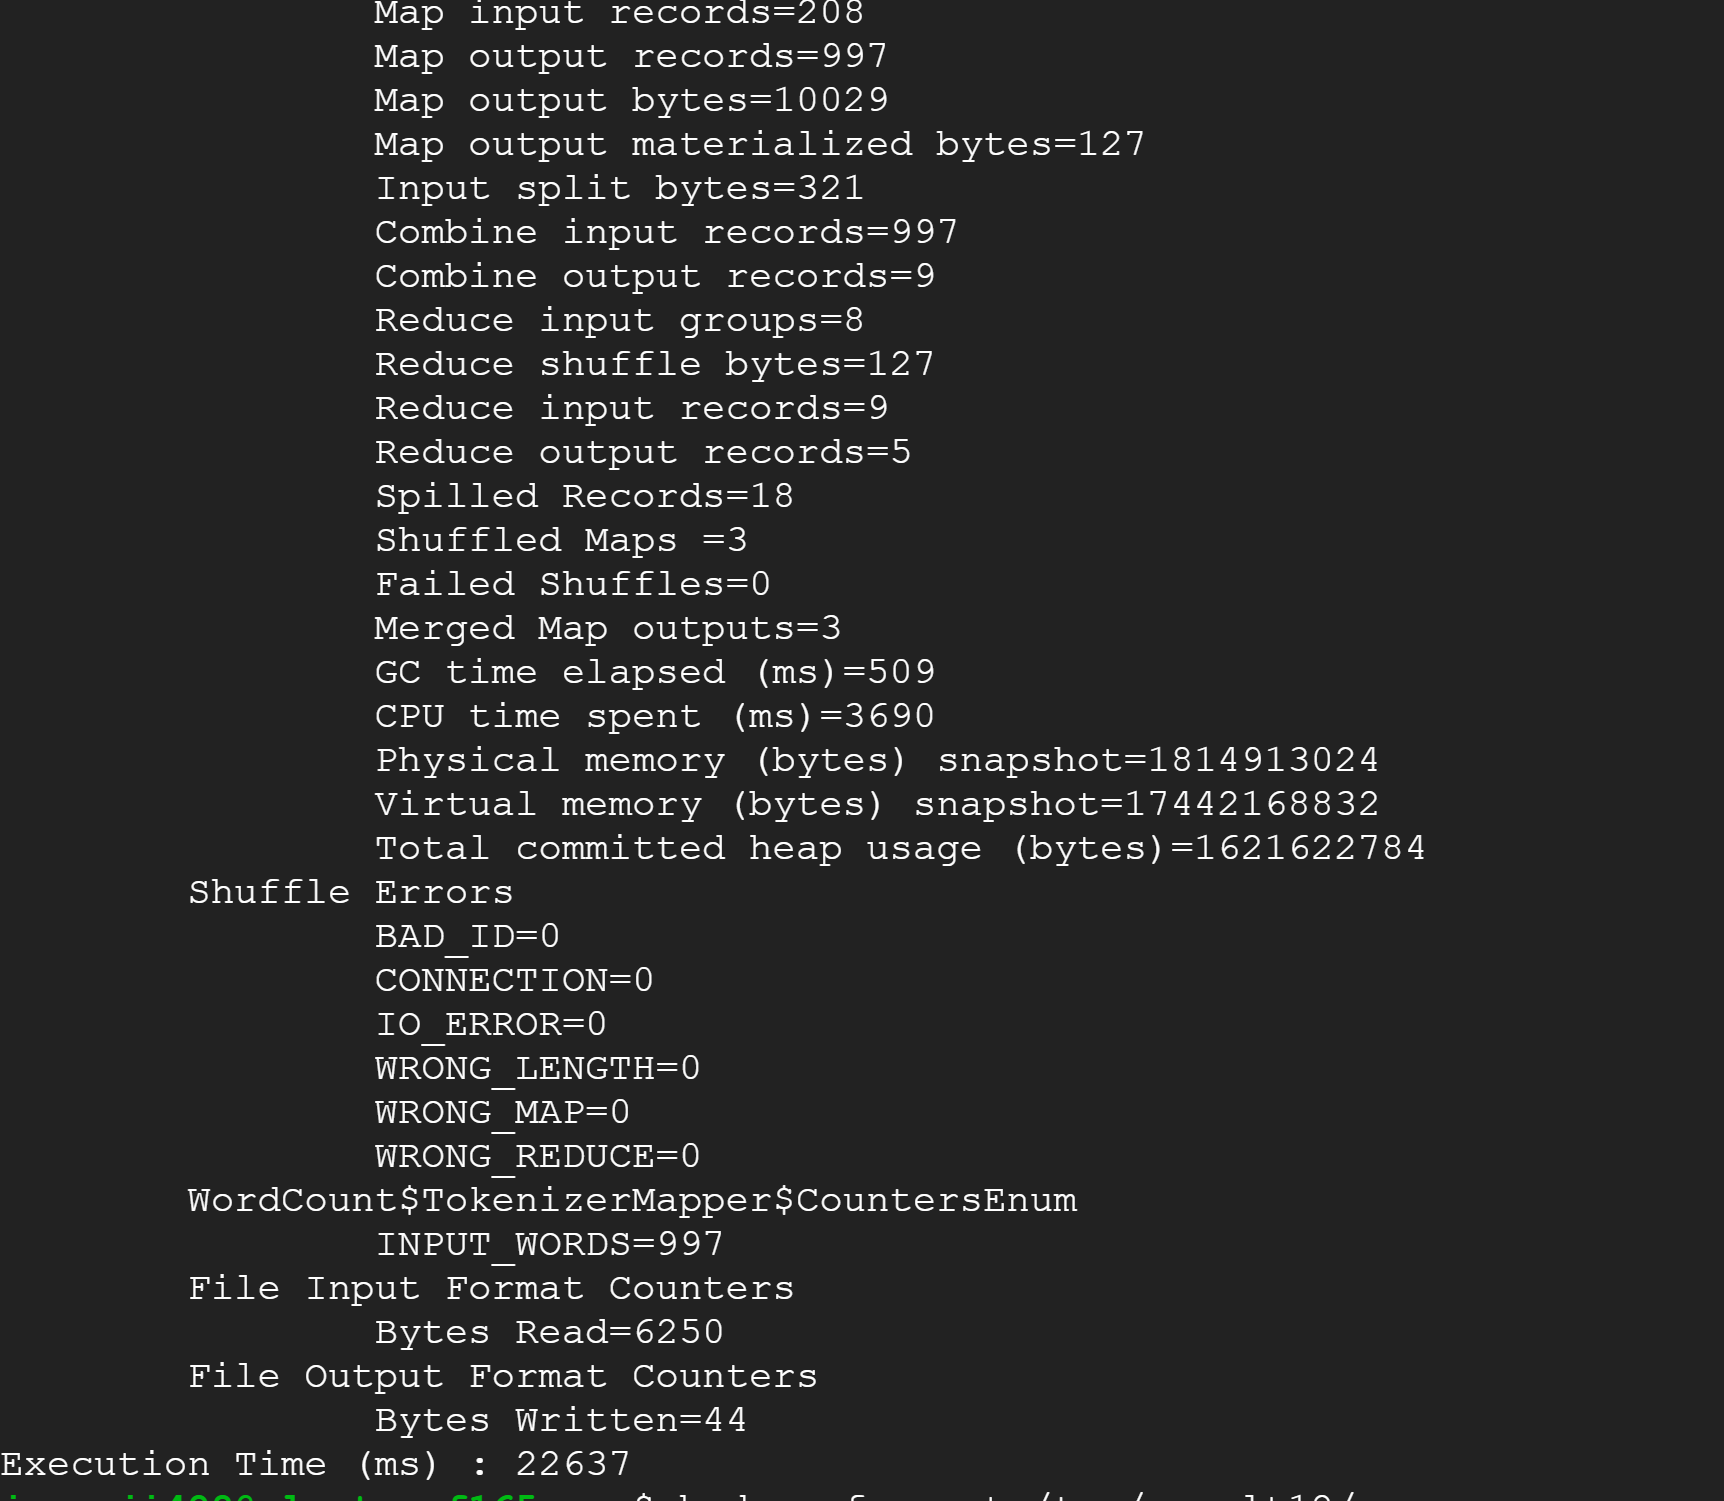 Map input records=208
Map output records=997
Map output bytes=10029
Map output materialized bytes=127
Input split bytes=321
Combine input records=997
Combine output records=9
Reduce input groups=8
Reduce shuffle bytes=127
Reduce input records=9
Reduce output records=5
Spilled Records=18
Shuffled Maps =3
Failed Shuffles=0
Merged Map outputs=3
GC time elapsed (ms)=509
CPU time spent (ms)=3690
Physical memory (bytes) snapshot=1814913024
Virtual memory (bytes) snapshot=17442168832
Total committed heap usage (bytes)=1621622784
Shuffle Errors
BAD_ID=0
CONNECTION=0
IO_ERROR=0
WRONG_LENGTH=0
WRONG_MAP=0
WRONG_REDUCE=0
WordCount$TokenizerMapper$CountersEnum
INPUT_WORDS=997
File Input Format Counters
Bytes Read=6250
File Output Format Counters
Bytes Written=44
Execution Time (ms) : 22637